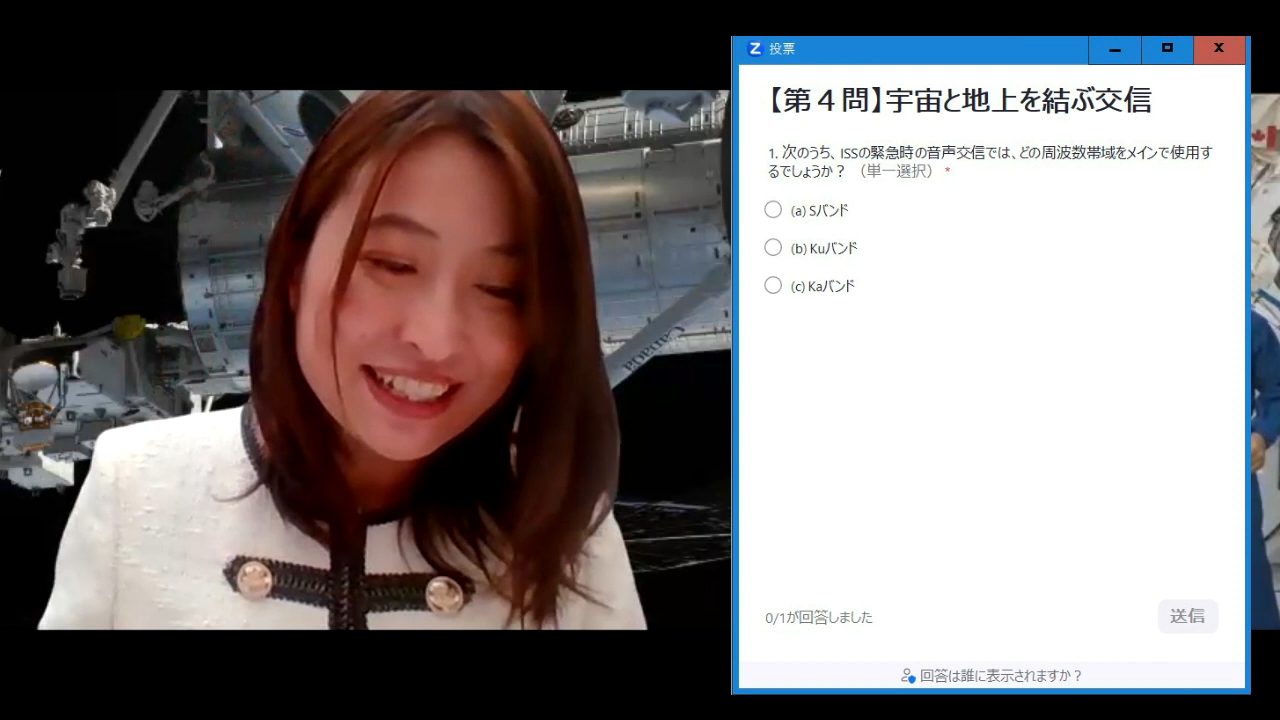 Z 投票
【第４問】宇宙と地上を結ぶ交信
1. 次のうち、ISSの緊急時の音声交信では、どの周波数帯域をメインで使用す
るでしょうか？ （単一選択） *
(a) Sバンド
(b) Kuバンド
(c) Kaバンド
Canada
0/1が回答しました
送信
回答は誰に表示されますか？